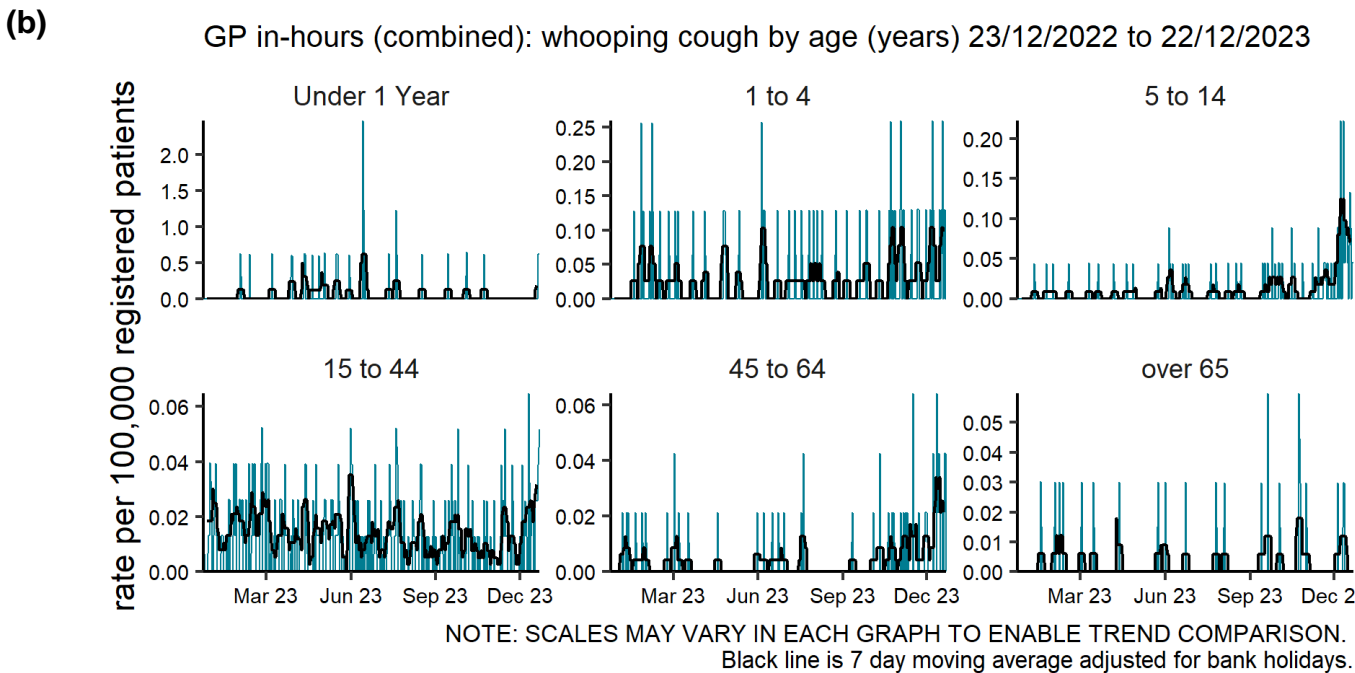 (b)
GP in-hours (combined): whooping cough by age (years) 23/12/2022 to 22/12/2023
rate per 100,000 registered patients
Under 1 Year
2.0
1.5
1.0
0.5
0.0
1 to 4
0.25
0.20
0.15
0.10
0.05
0.00
5 to 14
0.20
0.15
0.10
0.05
0.00
15 to 44
0.06
0.04
0.02
0.00
Mar 23 Jun 23 Sep 23 Dec 23
45 to 64
0.06
0.04
0.02
0.00
Mar 23 Jun 23 Sep 23 Dec 23
over 65
0.05
0.04
0.03
0.02
0.01
0.00
Mar 23 Jun 23 Sep 23 Dec 2
NOTE: SCALES MAY VARY IN EACH GRAPH TO ENABLE TREND COMPARISON.
Black line is 7 day moving average adjusted for bank holidays.